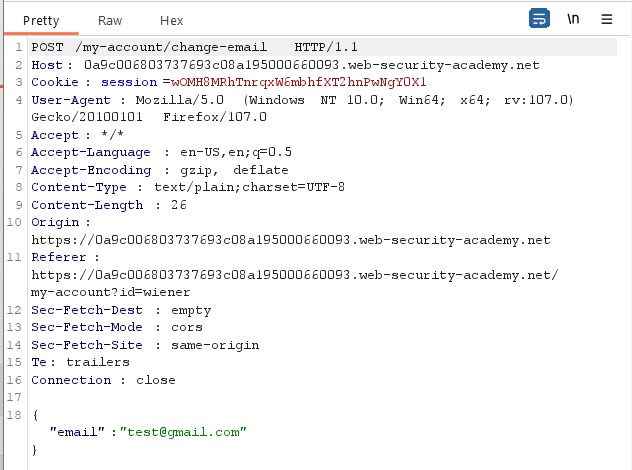 Pretty Raw Hex \n
1 POST /my-account/change-email HTTP/1.1
2 Host: 0a9c006803737693c08a195000660093.web-security-academy.net
3 Cookie: session=wOMH8MRhTnrqxW6mbhfXT2hnPwNgY0X1
4 User-Agent: Mozilla/5.0 (Windows NT 10.0; Win64; x64; rv:107.0)
Gecko/20100101 Firefox/107.0
5 Accept: */*
6 Accept-Language: en-US,en;q=0.5
7 Accept-Encoding: gzip, deflate
8 Content-Type: text/plain;charset=UTF-8
9 Content-Length: 26
10 Origin:
https://0a9c006803737693c08a195000660093.web-security-academy.net
11 Referer:
https://0a9c006803737693c08a195000660093.web-security-academy.net/
my-account?id=wiener
12 Sec-Fetch-Dest: empty
13 Sec-Fetch-Mode: cors
14 Sec-Fetch-Site: same-origin
15 Te: trailers
16 Connection: close
17
18 {
"email":"test@gmail.com"
}